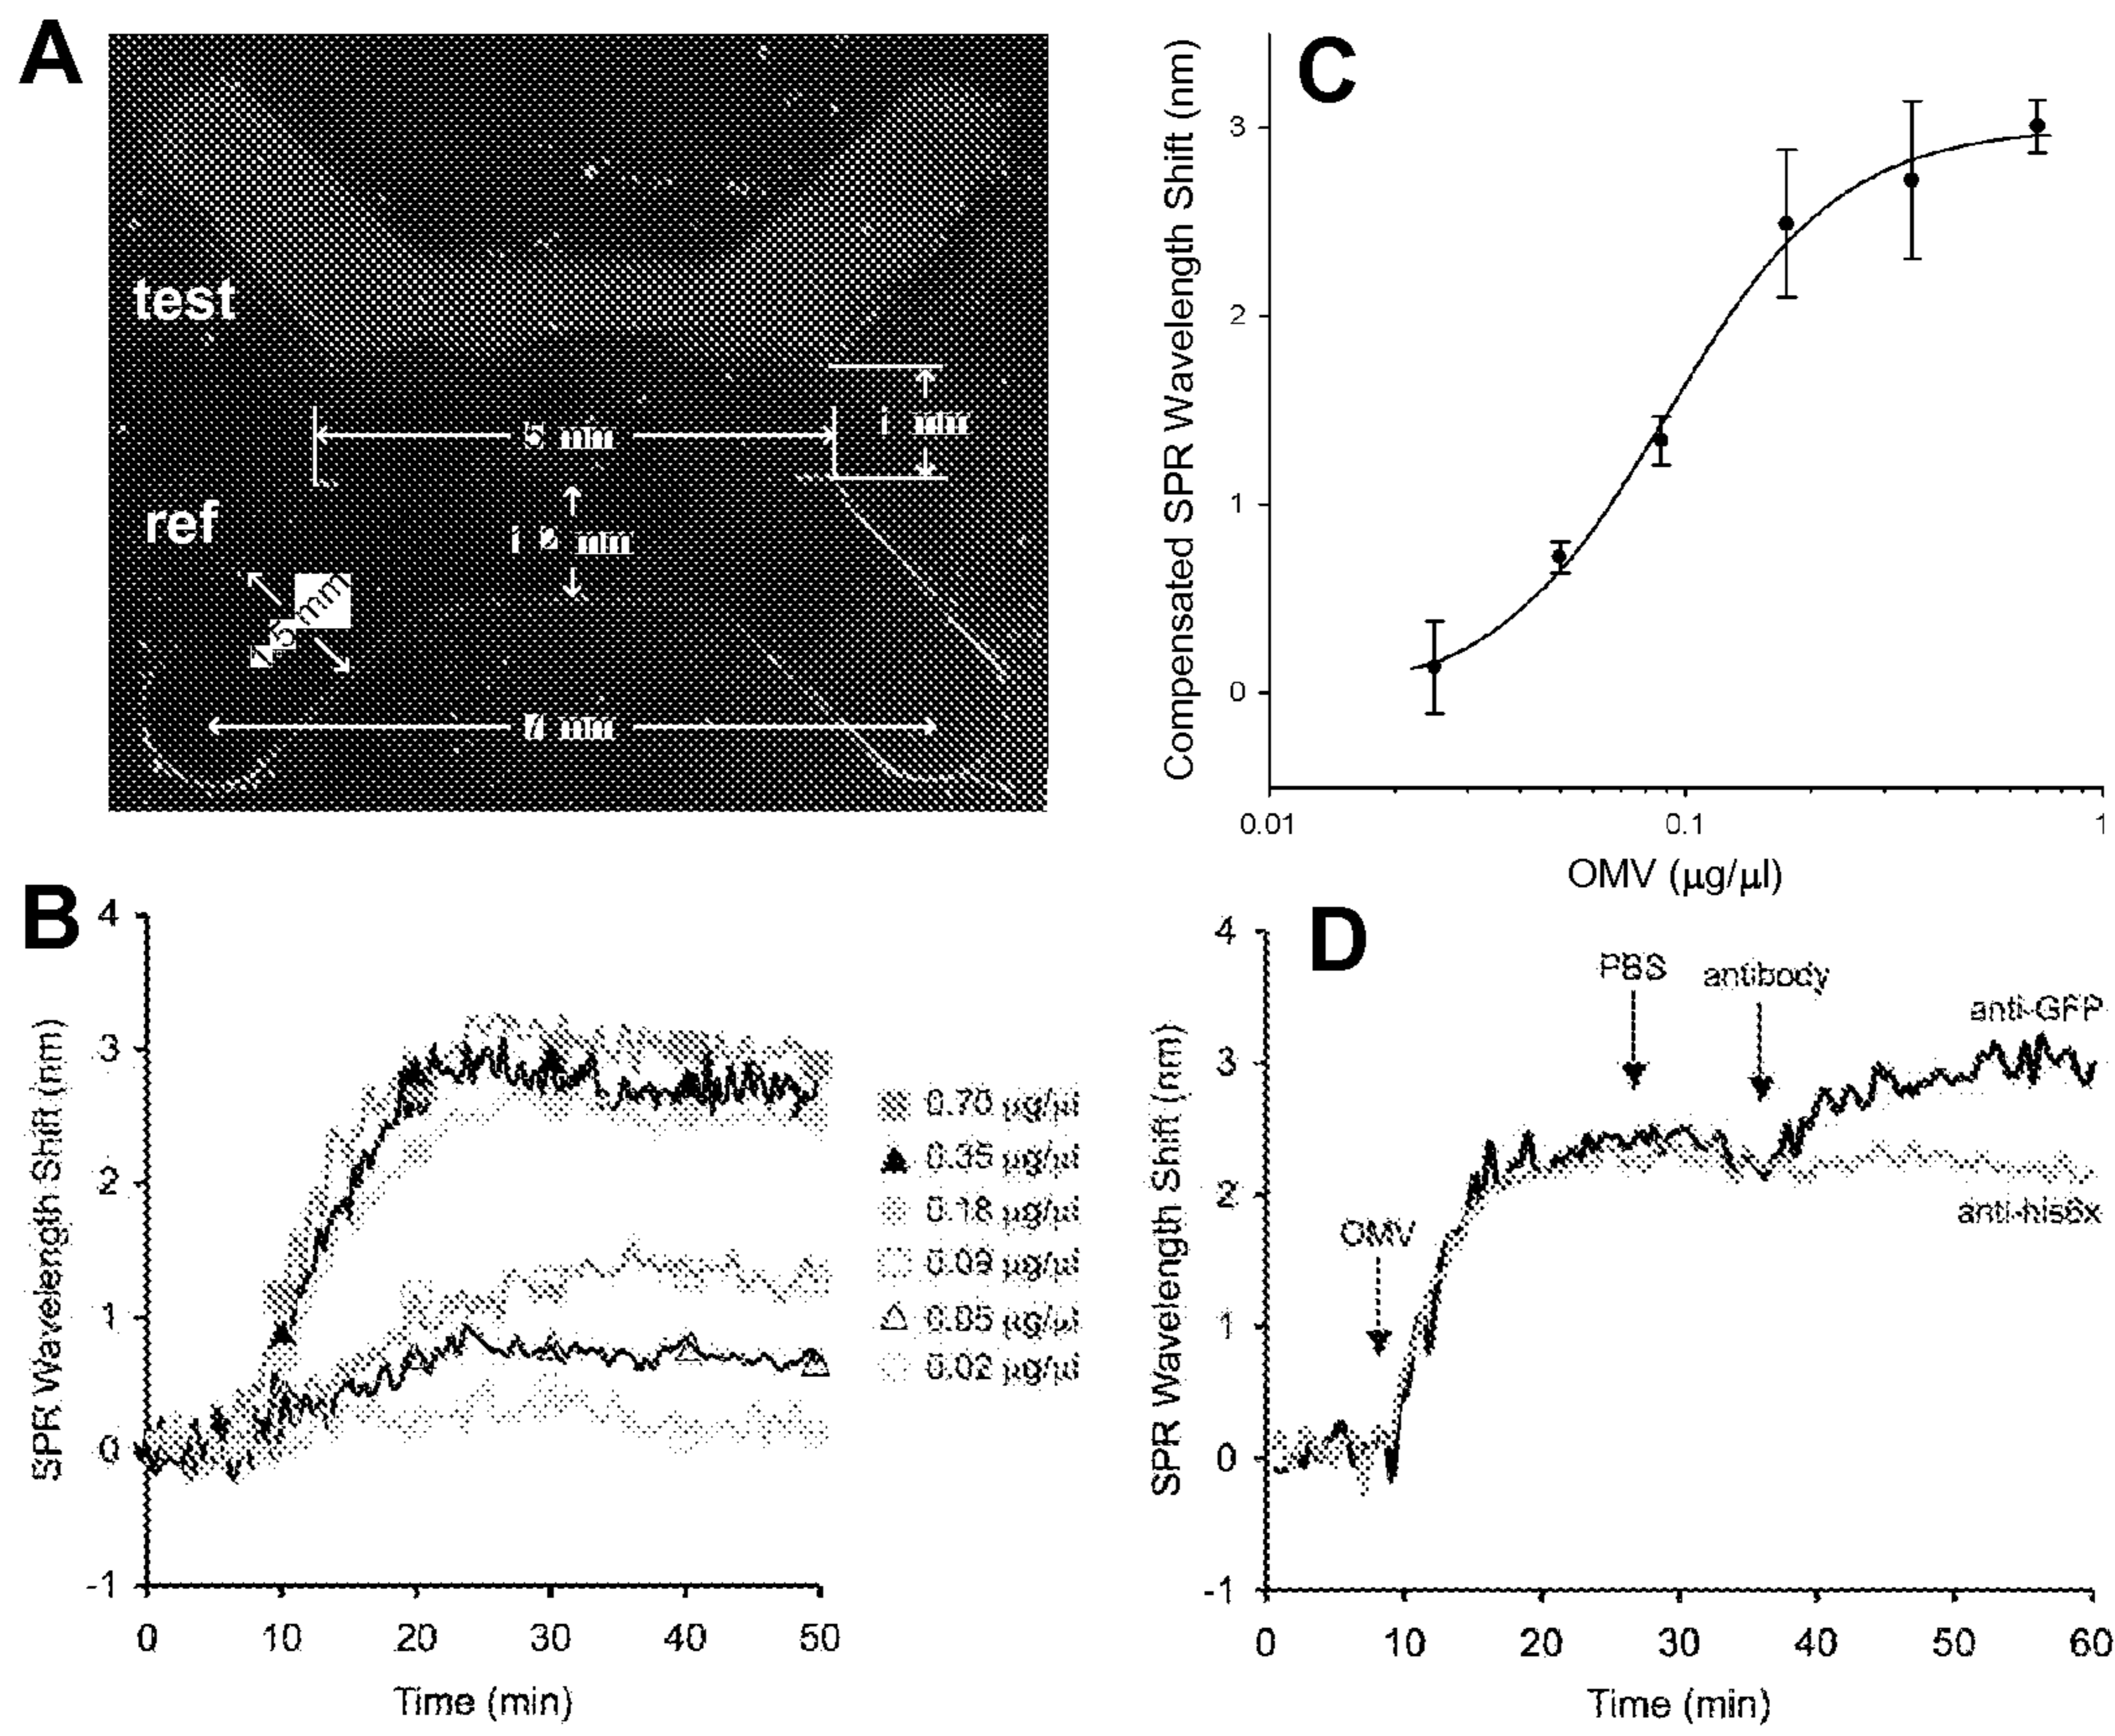 A
test
5 mm
1 mm
ref
mm
5 mm
7 mm
C
Compensated SPR Wavelength Shift (nm)
3
2
1
0
0.01
0.1
1
OMV (μg/μl)
B
SPR Wavelength Shift (nm)
4
3
2
1
0
-1
0
10
20
30
40
50
Time (min)
0.70 μg/μl
0.35 μg/μl
0.18 μg/μl
0.09 μg/μl
0.05 μg/μl
0.02 μg/μl
D
SPR Wavelength Shift (nm)
4
3
2
1
0
-1
PBS
antibody
anti-GFP
OMV
anti-his6x
0
10
20
30
40
50
60
Time (min)